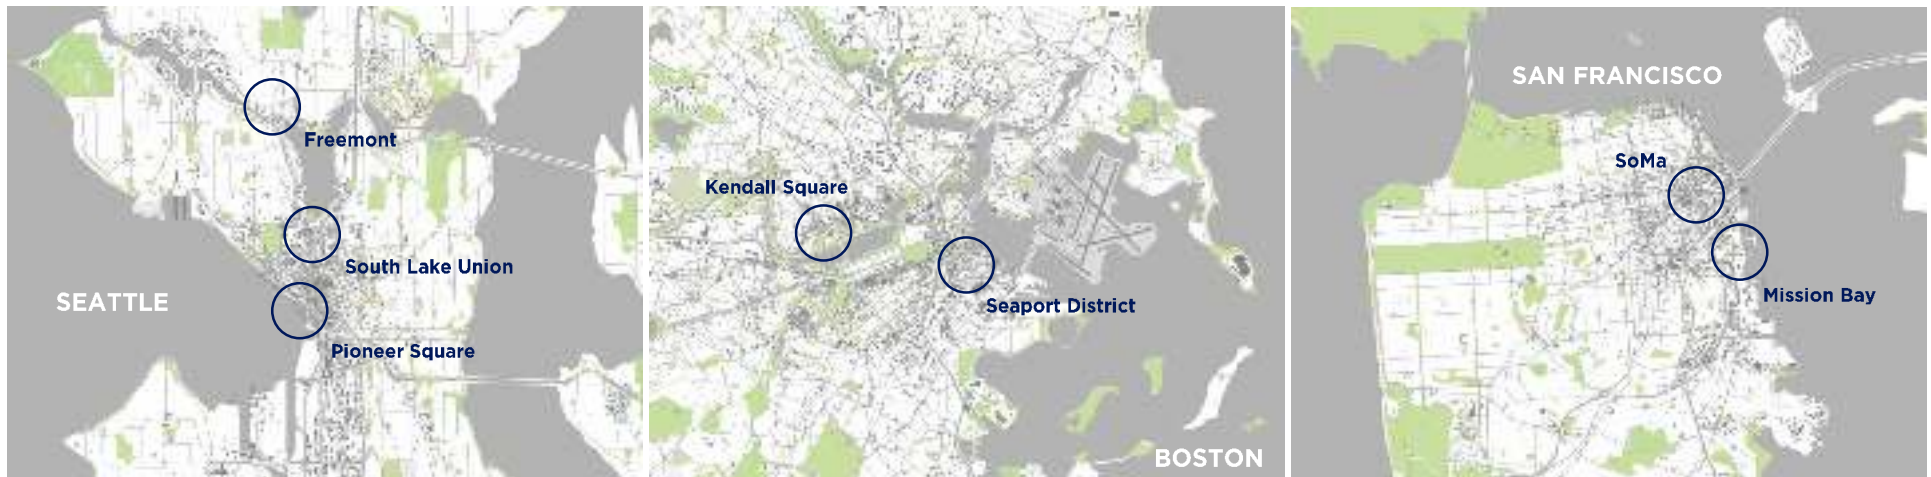 Freemont
South Lake Union
SEATTLE
Pioneer Square
Kendall Square
Seaport District
BOSTON
SAN FRANCISCO
SoMa
Mission Bay